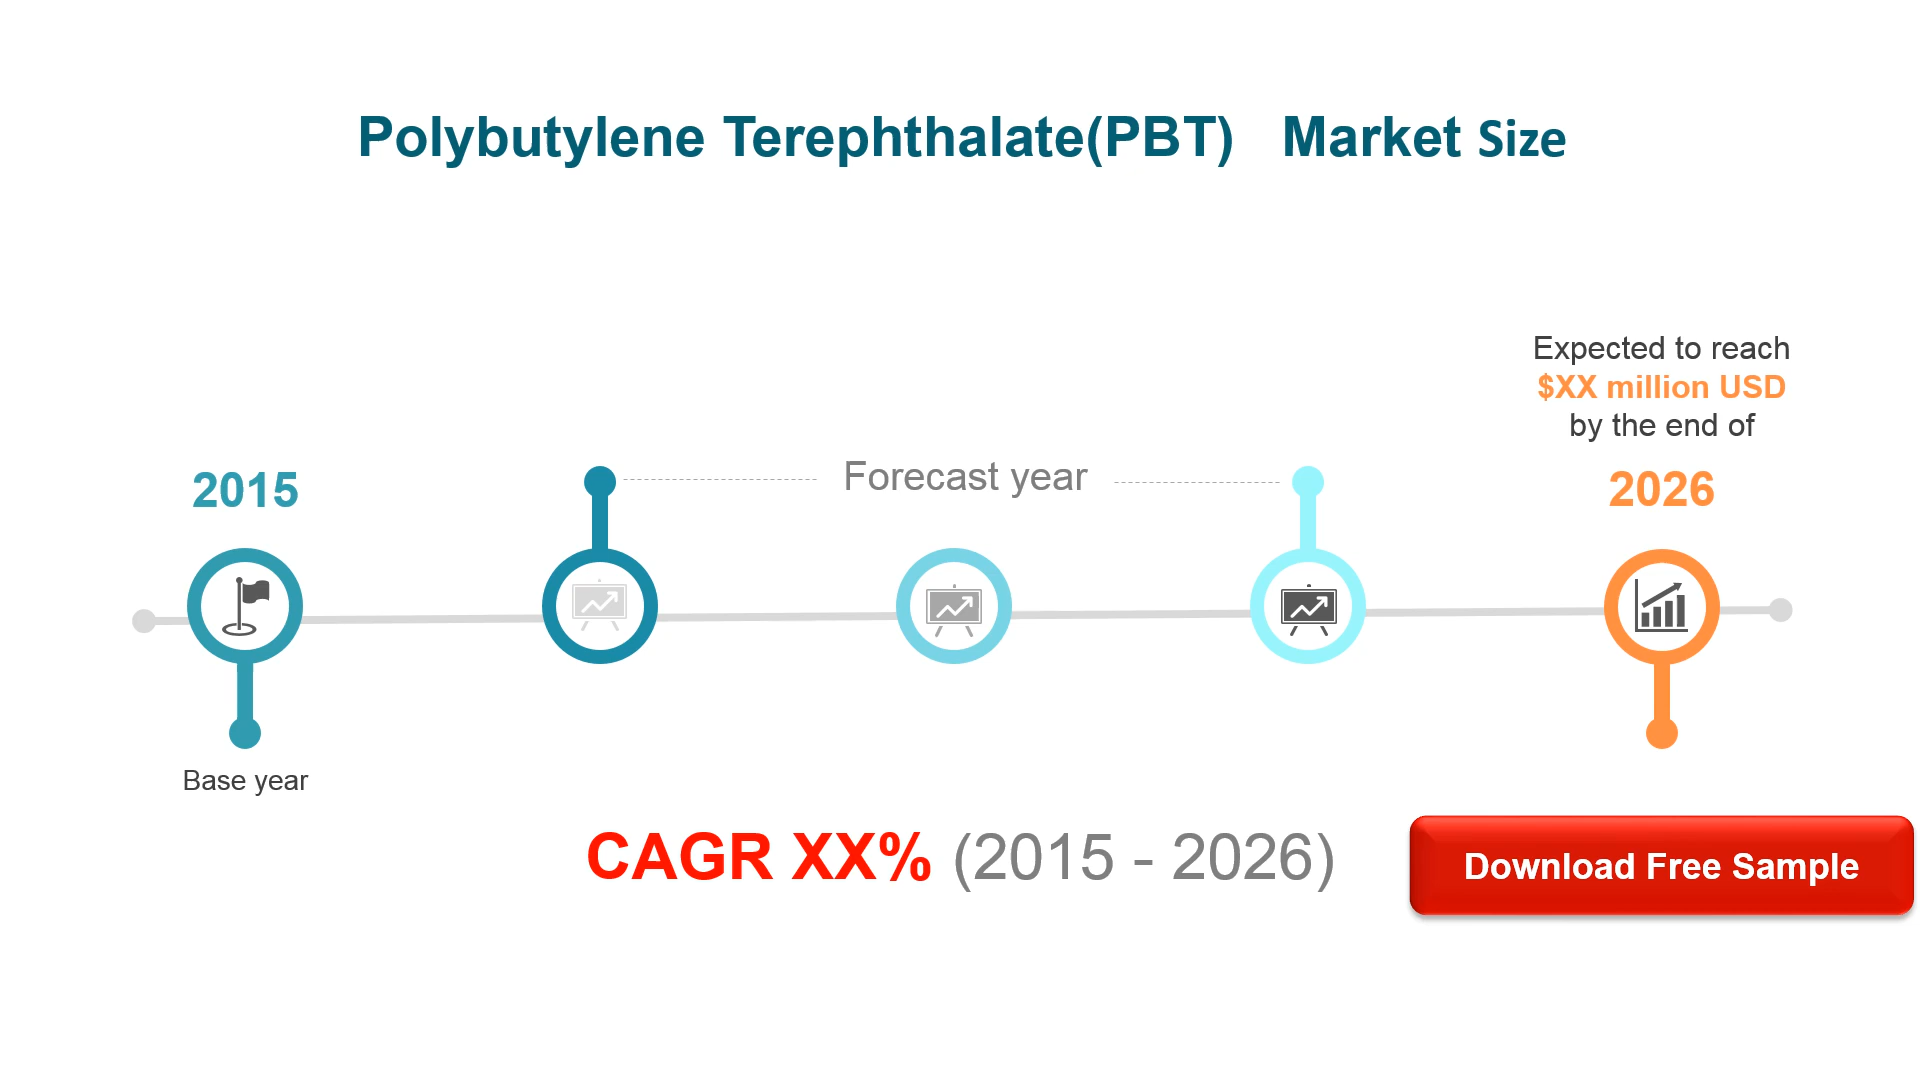 Polybutylene Terephthalate(PBT) Market Size
Expected to reach
$XX million USD
by the end of
2015
Forecast year
2026
Base year
CAGR XX% (2015 - 2026)
Download Free Sample